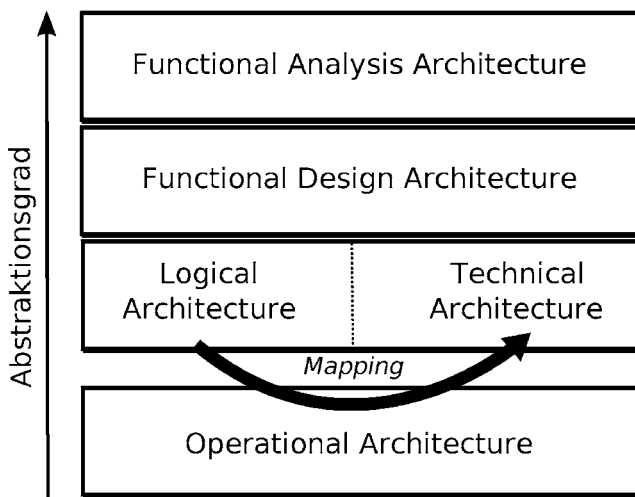 Abstraktionsgrad
Functional Analysis Architecture
Functional Design Architecture
Logical
Architecture
Technical
Architecture
Mapping
Operational Architecture